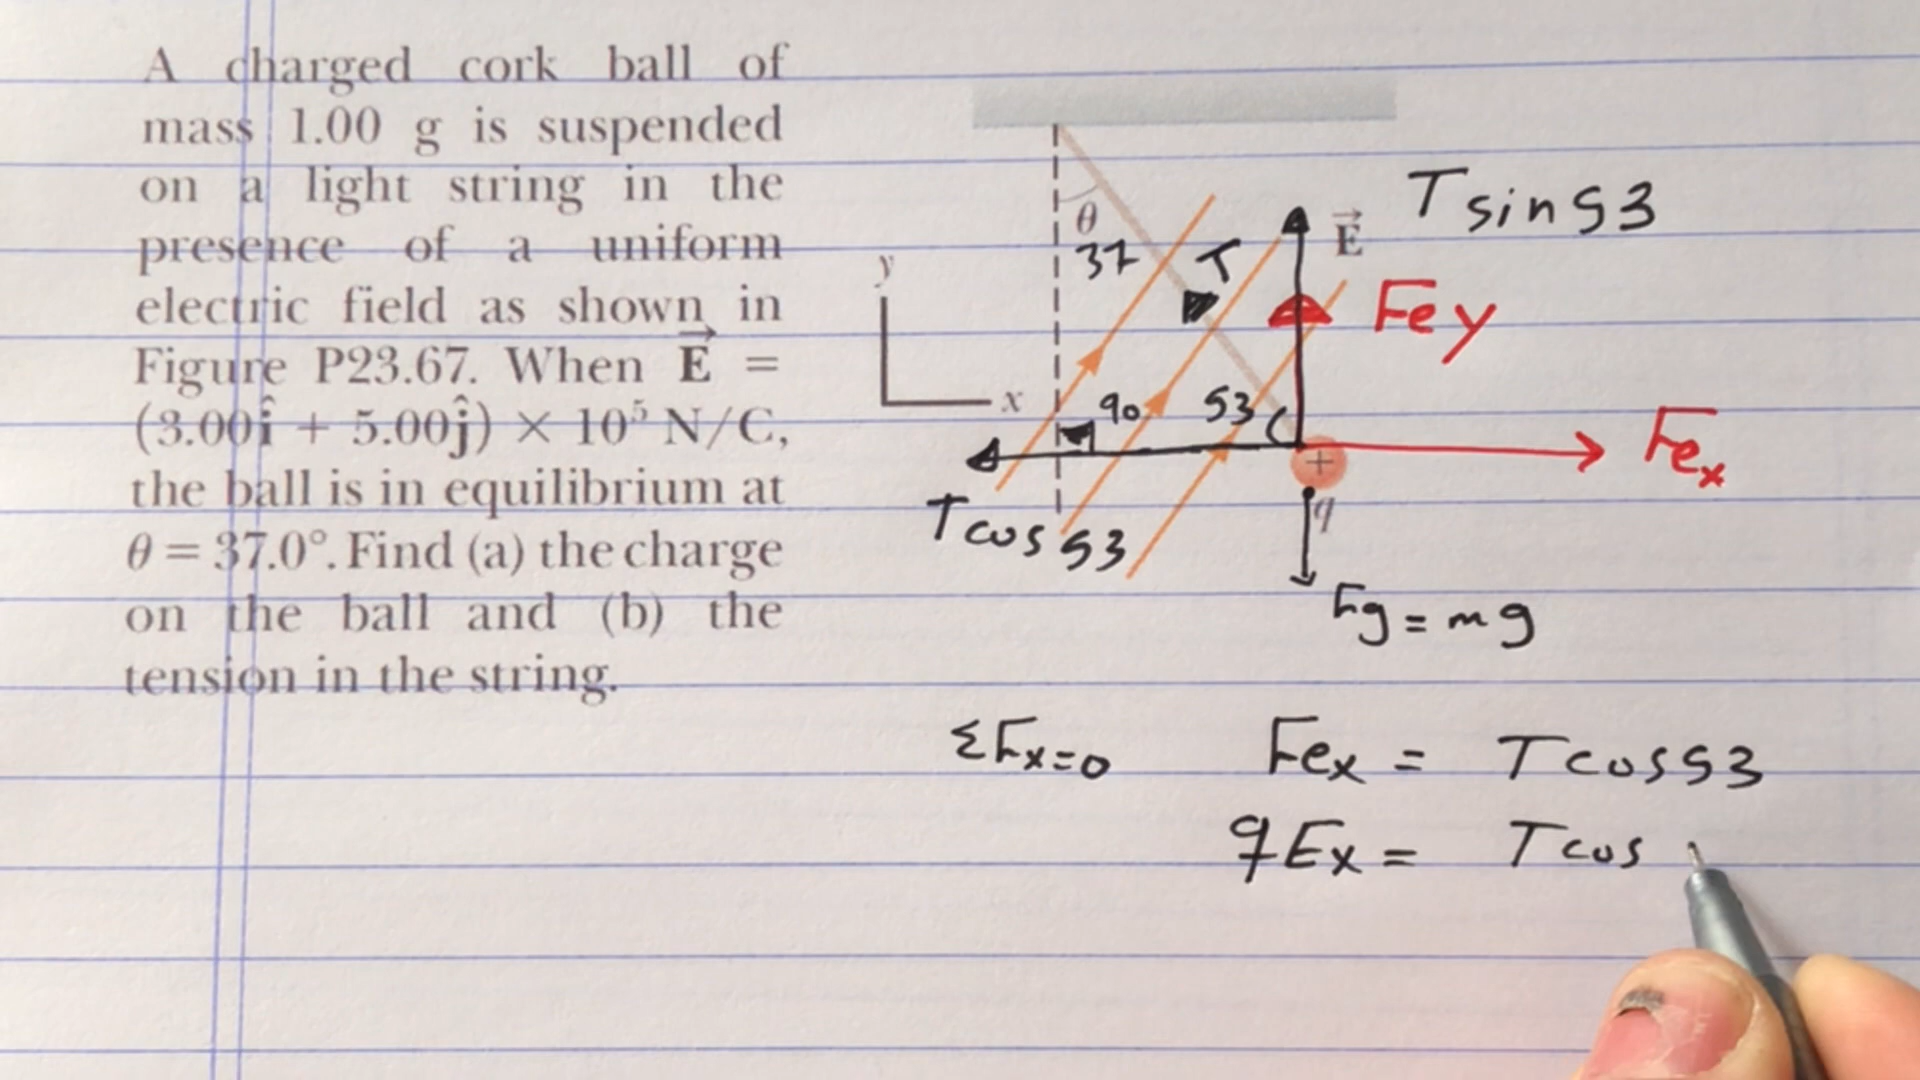 A charged cork ball of
mass 1.00 g is suspended
on a light string in the
presence of a uniform
electric field as shown in
Figure P23.67. When E⃗ =
(3.00î + 5.00ĵ) × 10⁵ N/C,
the ball is in equilibrium at
θ = 37.0°. Find (a) the charge
on the ball and (b) the
tension in the string.
T sin 53
θ
E⃗
37
T
y
Fey
x
90
53
+
Fex
q
T cos 53
Fg = mg
ΣFx=0 Fex = T cos 53
qEx = T cos